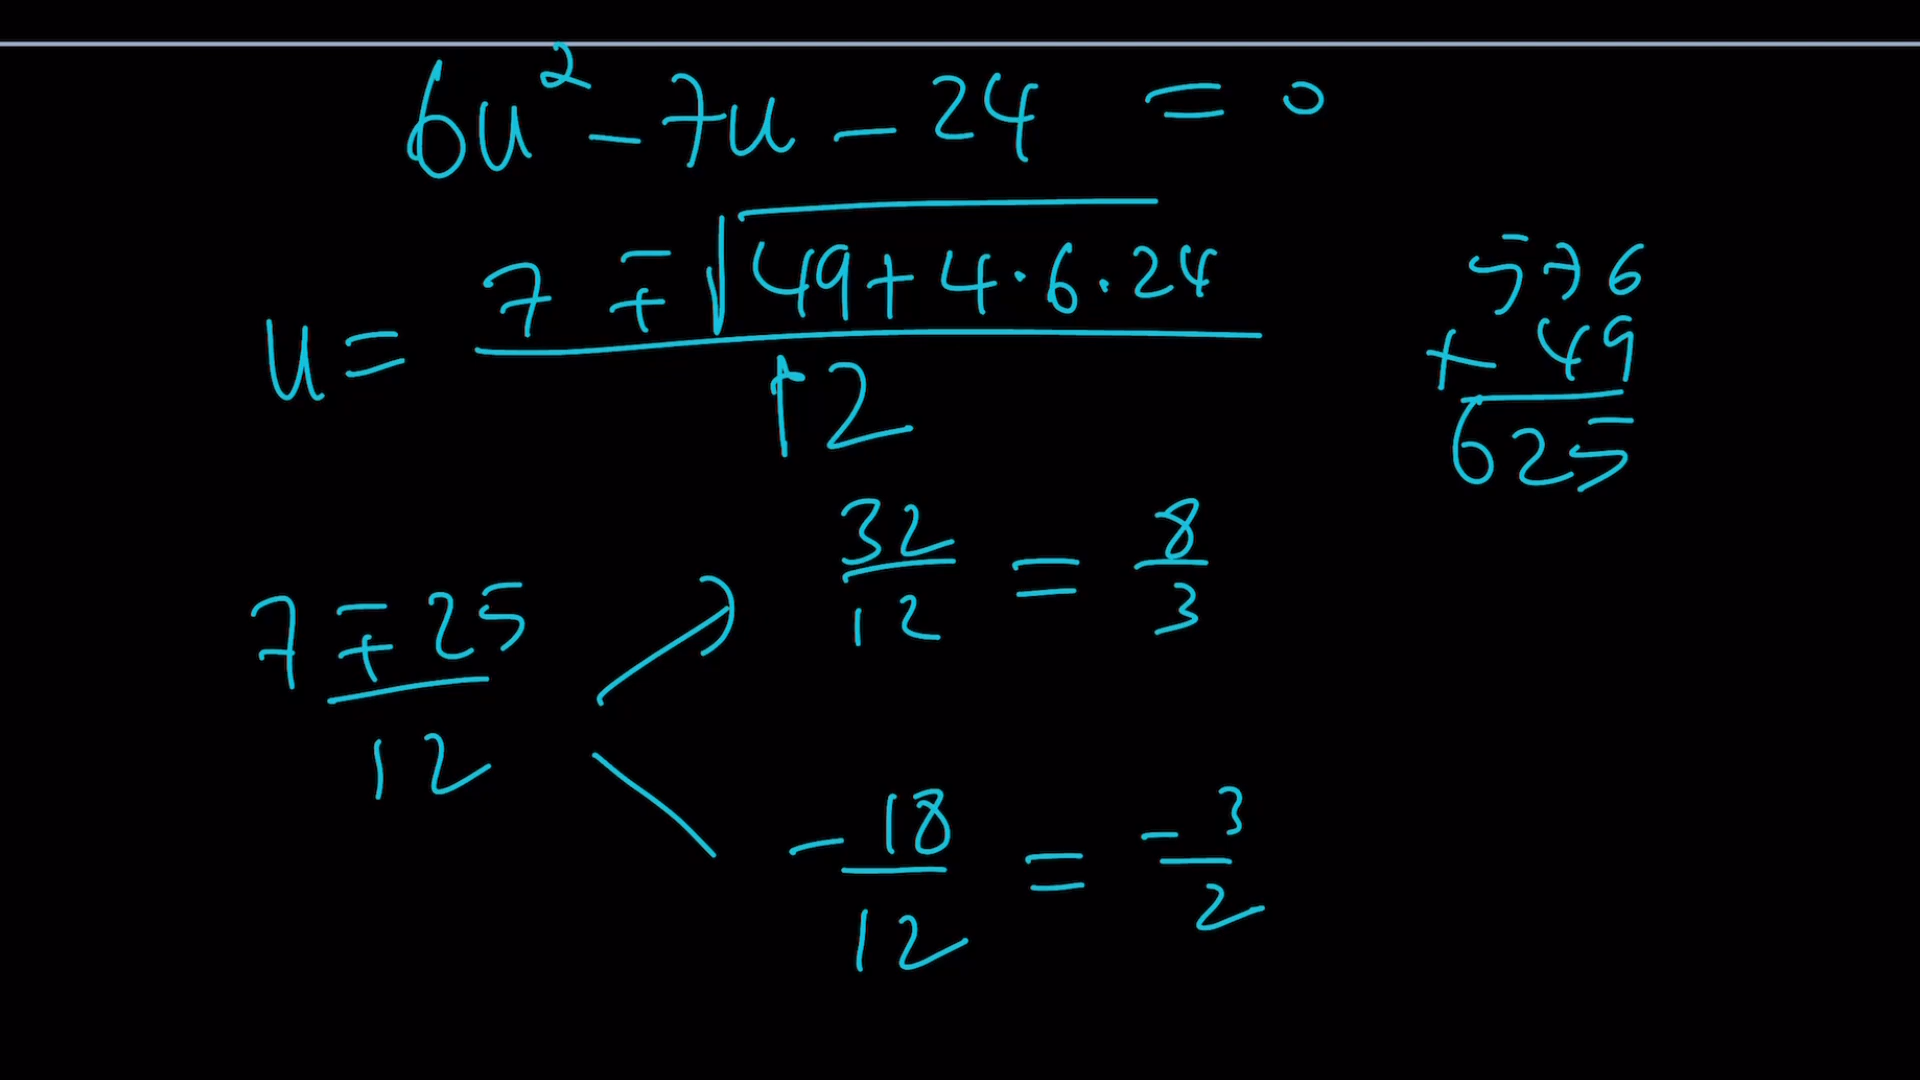 6u² - 7u - 24 = 0
u = (7 ∓ √(49 + 4·6·24)) / 12
576
+ 49
625
(7 ∓ 25) / 12
32/12 = 8/3
-18/12 = -3/2